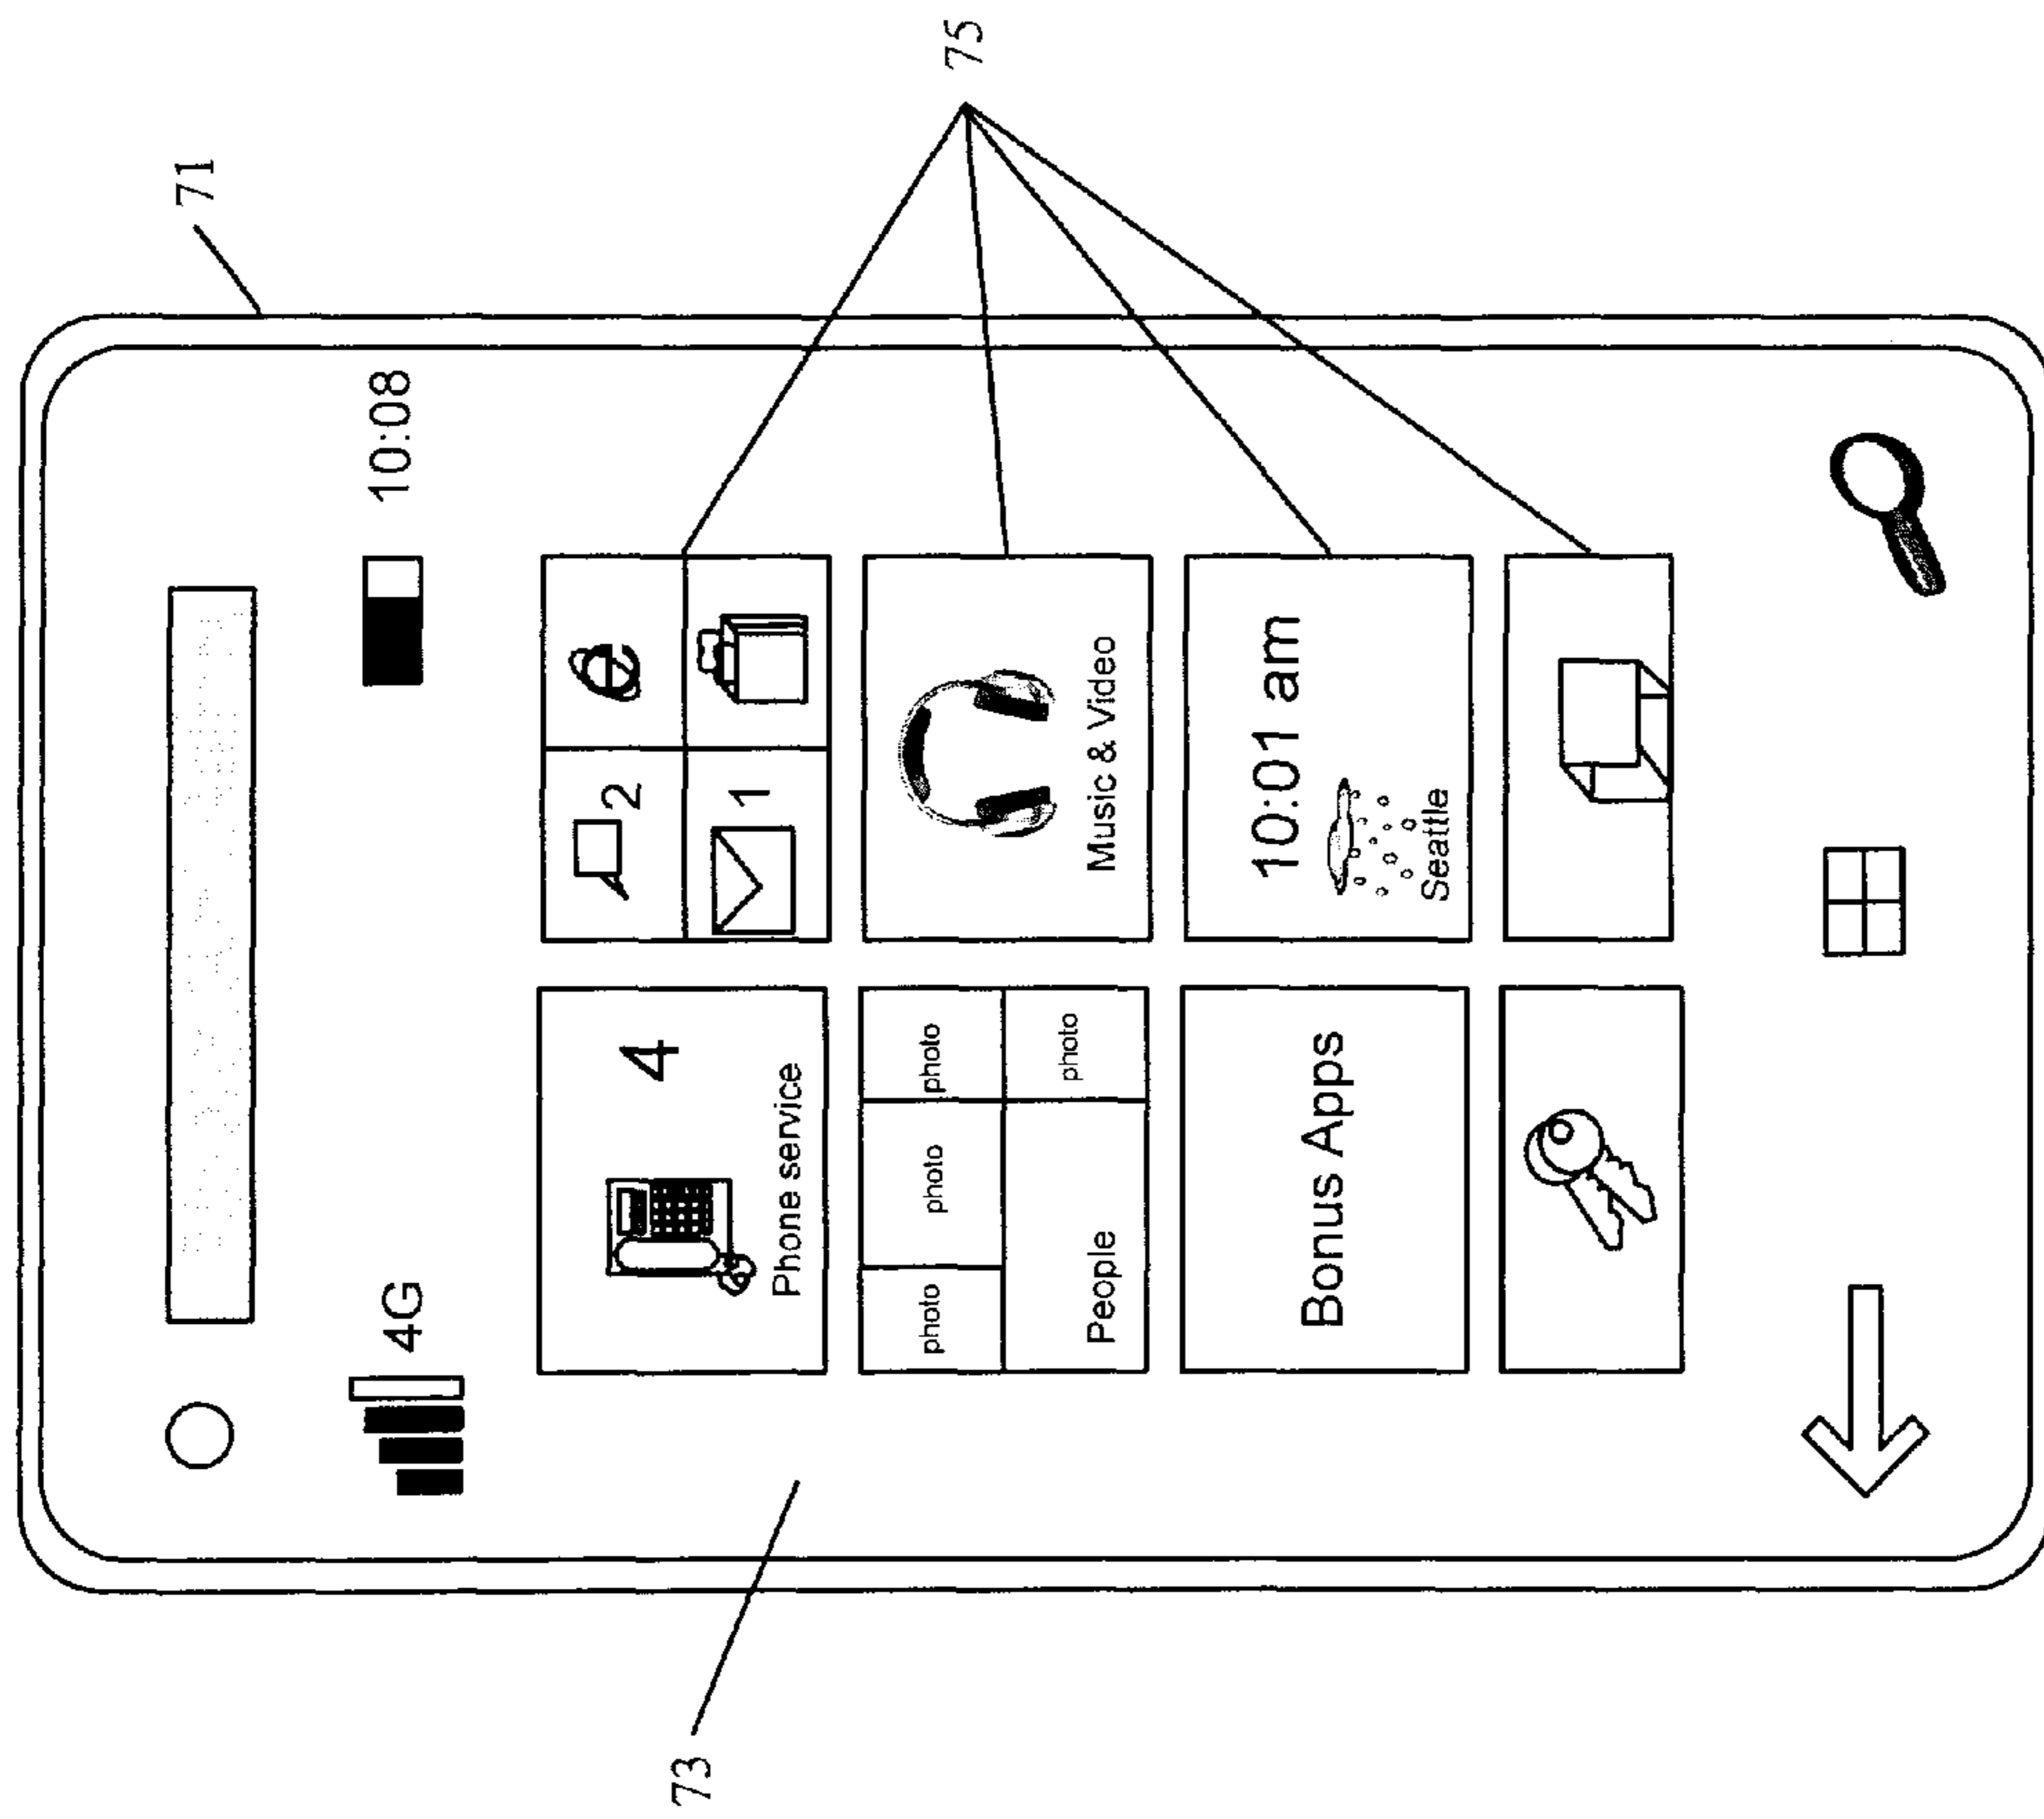 71
4G
10:08
4
Phone service
2
e
1
75
photo
photo
photo
photo
People
Music & Video
Bonus Apps
10:01 am
Seattle
73